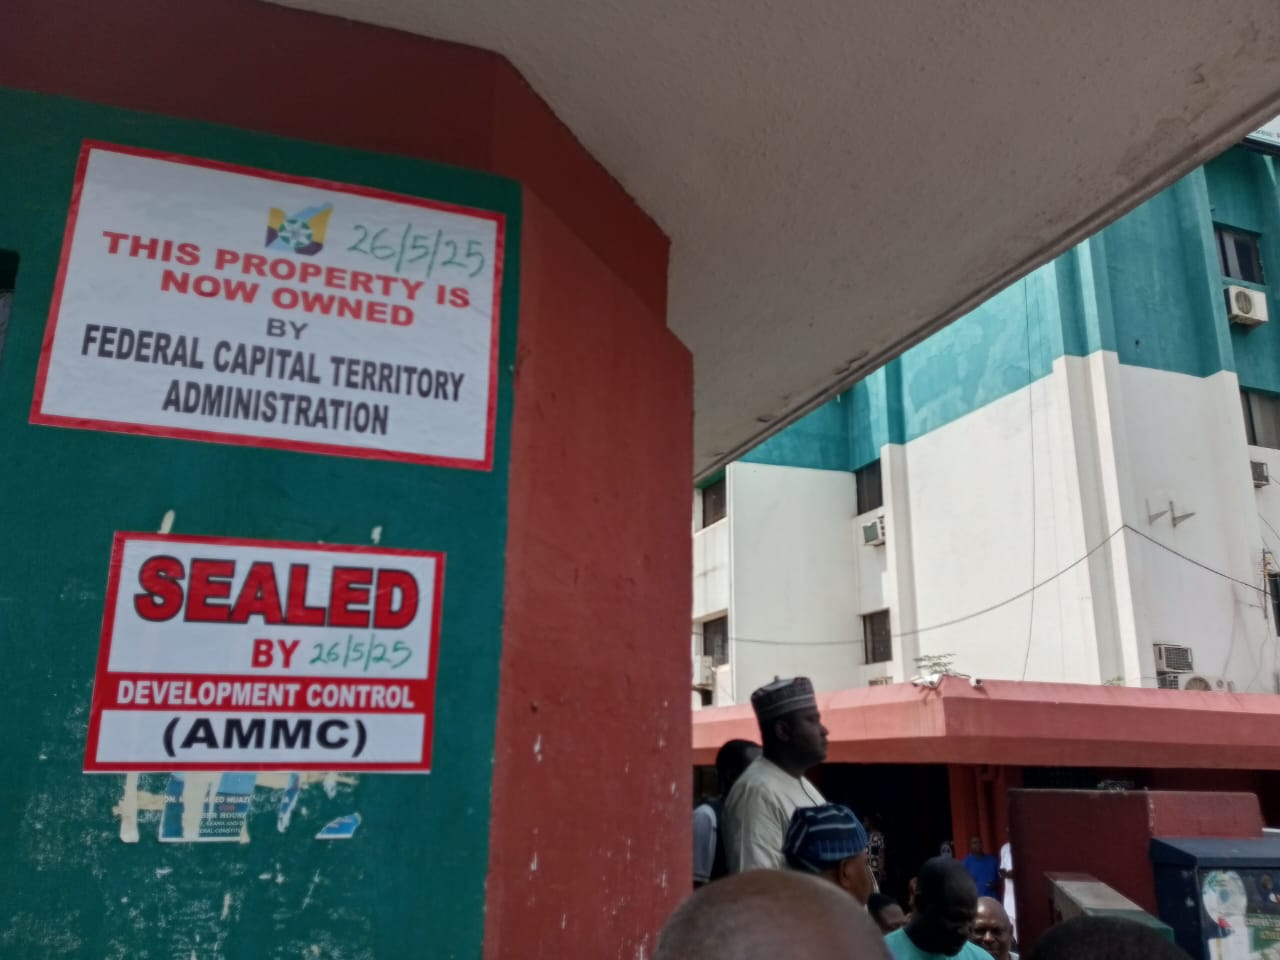 26/5/25
THIS PROPERTY IS
NOW OWNED
BY
FEDERAL CAPITAL TERRITORY
ADMINISTRATION
SEALED
BY 26/5/25
DEVELOPMENT CONTROL
(AMMC)